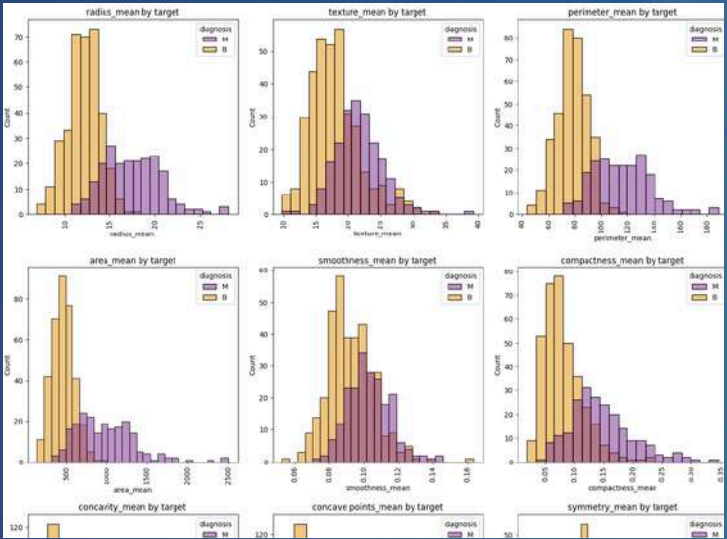 radius_mean by target
texture_mean by target
perimeter_mean by target
diagnosis
M
B
diagnosis
M
B
diagnosis
M
B
Count
70
60
50
40
30
20
10
0
Count
50
40
30
20
10
0
Count
80
60
40
20
0
10 15 20 25
10 15 20 25 30 35 40
40 60 80 100 120 140 160 180
radius_mean
texture_mean
perimeter_mean
area_mean by target
smoothness_mean by target
compactness_mean by target
diagnosis
M
B
diagnosis
M
B
diagnosis
M
B
Count
80
60
40
20
0
Count
60
50
40
30
20
10
0
Count
80
70
60
50
40
30
20
10
0
500 1000 1500 2000 2500
0.06 0.08 0.10 0.12 0.14 0.16
0.05 0.10 0.15 0.20 0.25 0.30 0.35
area_mean
smoothness_mean
compactness_mean
concavity_mean by target
concave points_mean by target
symmetry_mean by target
diagnosis
M
diagnosis
M
diagnosis
M
120
120
50